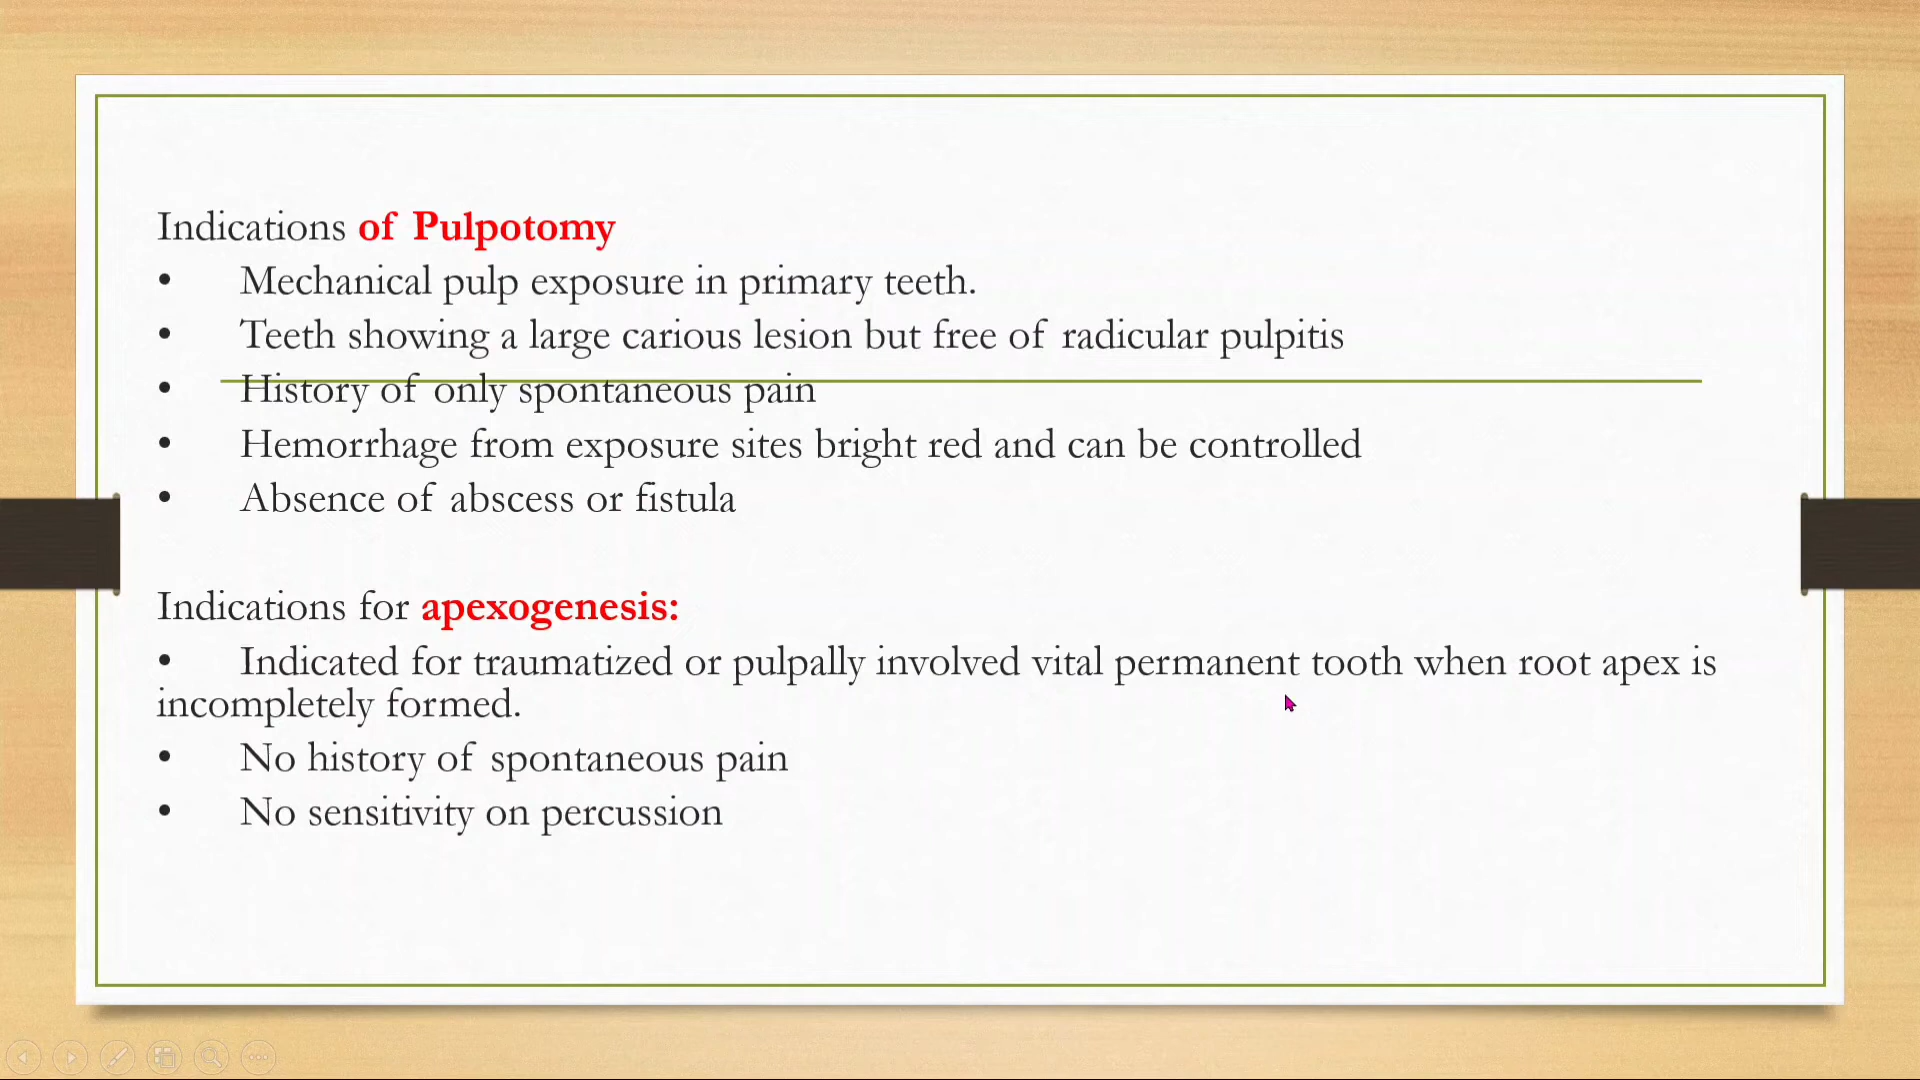 Indications of Pulpotomy
• Mechanical pulp exposure in primary teeth.
• Teeth showing a large carious lesion but free of radicular pulpitis
• History of only spontaneous pain
• Hemorrhage from exposure sites bright red and can be controlled
• Absence of abscess or fistula
Indications for apexogenesis:
• Indicated for traumatized or pulpally involved vital permanent tooth when root apex is
incompletely formed.
• No history of spontaneous pain
• No sensitivity on percussion